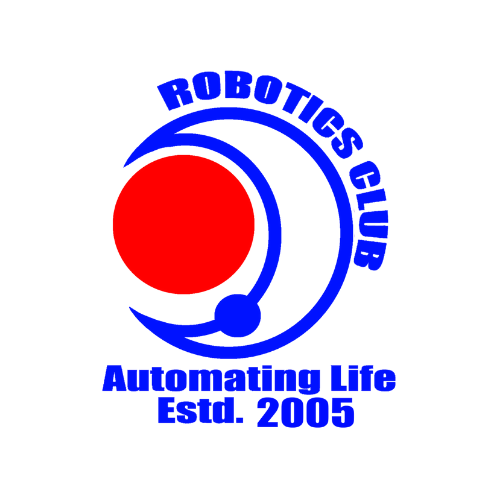 ROBOTICS CLUB
Automating Life
Estd. 2005